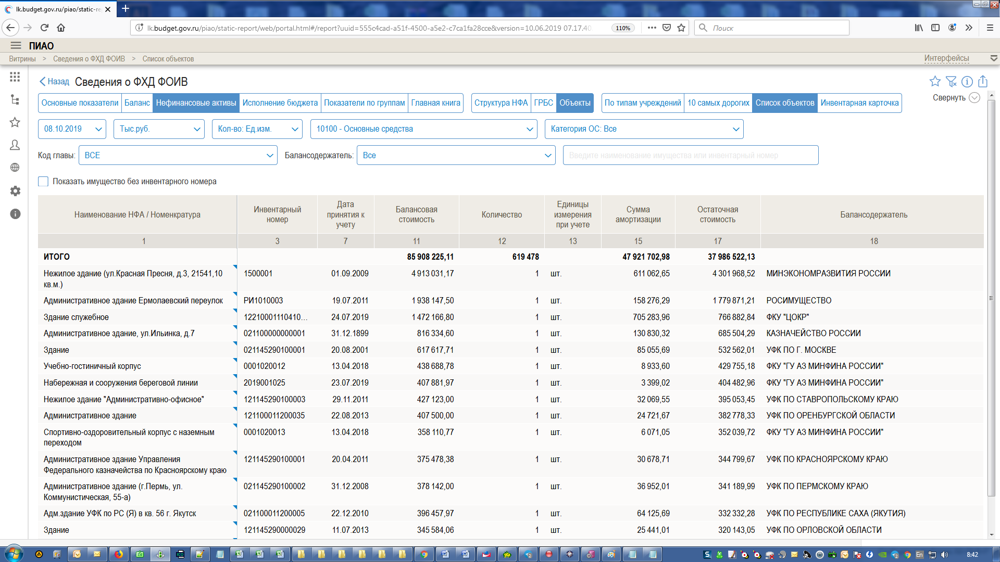 lk.budget.gov.ru/piao/static-re
lk.budget.gov.ru/piao/static-report/web/portal.html#/report?uuid=555c4cad-a51f-4500-a5e2-c7ca1fa28cce&version=10.06.2019 07.17.40 110% Поиск
ПИАО
Витрины > Сведения о ФХД ФОИВ > Список объектов Интерфейсы
Назад Сведения о ФХД ФОИВ
Свернуть
Основные показатели Баланс Нефинансовые активы Исполнение бюджета Показатели по группам Главная книга Структура НФА ГРБС Объекты По типам учреждений 10 самых дорогих Список объектов Инвентарная карточка
08.10.2019 Тыс.руб. Кол-во: Ед.изм. 10100 - Основные средства Категория ОС: Все
Код главы: ВСЕ Балансодержатель: Все Введите наименование имущества или инвентарный номер
Показать имущество без инвентарного номера
Наименование НФА / Номенкратура Инвентарный номер Дата принятия к учету Балансовая стоимость Количество Единицы измерения при учете Сумма амортизации Остаточная стоимость Балансодержатель
1 3 7 11 12 13 15 17 18
ИТОГО 85 908 225,11 619 478 47 921 702,98 37 986 522,13
Нежилое здание (ул.Красная Пресня, д.3, 21541,10 1500001 01.09.2009 4 913 031,17 1 шт. 611 062,65 4 301 968,52 МИНЭКОНОМРАЗВИТИЯ РОССИИ
кв.м.)
Административное здание Ермолаевский переулок РИ1010003 19.07.2011 1 938 147,50 1 шт. 158 276,29 1 779 871,21 РОСИМУЩЕСТВО
Здание служебное 12210001110410... 24.07.2019 1 472 166,80 1 шт. 705 283,96 766 882,84 ФКУ "ЦОКР"
Административное здание, ул.Ильинка, д.7 021100000000001 31.12.1899 816 334,60 1 шт. 130 830,32 685 504,29 КАЗНАЧЕЙСТВО РОССИИ
Здание 021145290100001 20.08.2001 617 617,71 1 шт. 85 055,69 532 562,01 УФК ПО Г. МОСКВЕ
Учебно-гостиничный корпус 0001020012 13.04.2018 438 688,78 1 шт. 8 933,60 429 755,18 ФКУ "ГУ АЗ МИНФИНА РОССИИ"
Набережная и сооружения береговой линии 2019001025 23.07.2019 407 881,97 1 шт. 3 399,02 404 482,96 ФКУ "ГУ АЗ МИНФИНА РОССИИ"
Нежилое здание "Административно-офисное" 121145290100003 29.11.2011 427 123,00 1 шт. 32 069,55 395 053,45 УФК ПО СТАВРОПОЛЬСКОМУ КРАЮ
Административное здание 121100011200035 22.08.2013 407 500,00 1 шт. 24 721,67 382 778,33 УФК ПО ОРЕНБУРГСКОЙ ОБЛАСТИ
Спортивно-оздоровительный корпус с наземным 0001020013 13.04.2018 358 110,77 1 шт. 6 071,05 352 039,72 ФКУ "ГУ АЗ МИНФИНА РОССИИ"
переходом
Административное здание Управления 121145290100001 20.04.2011 375 478,38 1 шт. 30 678,71 344 799,67 УФК ПО КРАСНОЯРСКОМУ КРАЮ
Федерального казначейства по Красноярскому краю
Административное здание (г.Пермь, ул. 021145290100002 31.12.2008 378 142,00 1 шт. 36 952,01 341 189,99 УФК ПО ПЕРМСКОМУ КРАЮ
Коммунистическая, 55-а)
Адм.здание УФК по РС (Я) в кв. 56 г. Якутск 021100011200005 22.12.2010 396 457,97 1 шт. 64 125,69 332 332,28 УФК ПО РЕСПУБЛИКЕ САХА (ЯКУТИЯ)
Здание 121145290000029 11.07.2013 345 584,06 1 шт. 25 441,01 320 143,05 УФК ПО ОРЛОВСКОЙ ОБЛАСТИ
En 8:42